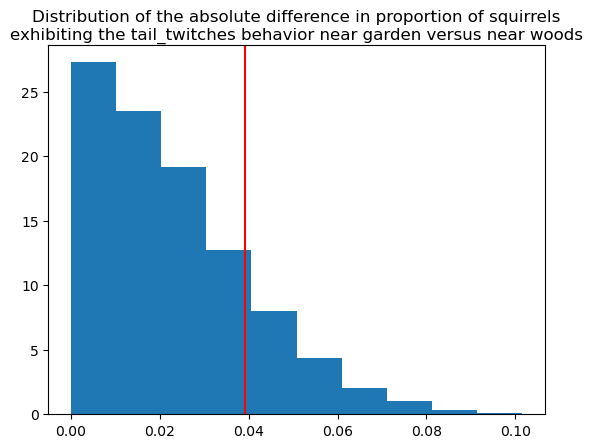 Distribution of the absolute difference in proportion of squirrels
exhibiting the tail_twitches behavior near garden versus near woods
25
20
15
10
5
0
0.00 0.02 0.04 0.06 0.08 0.10